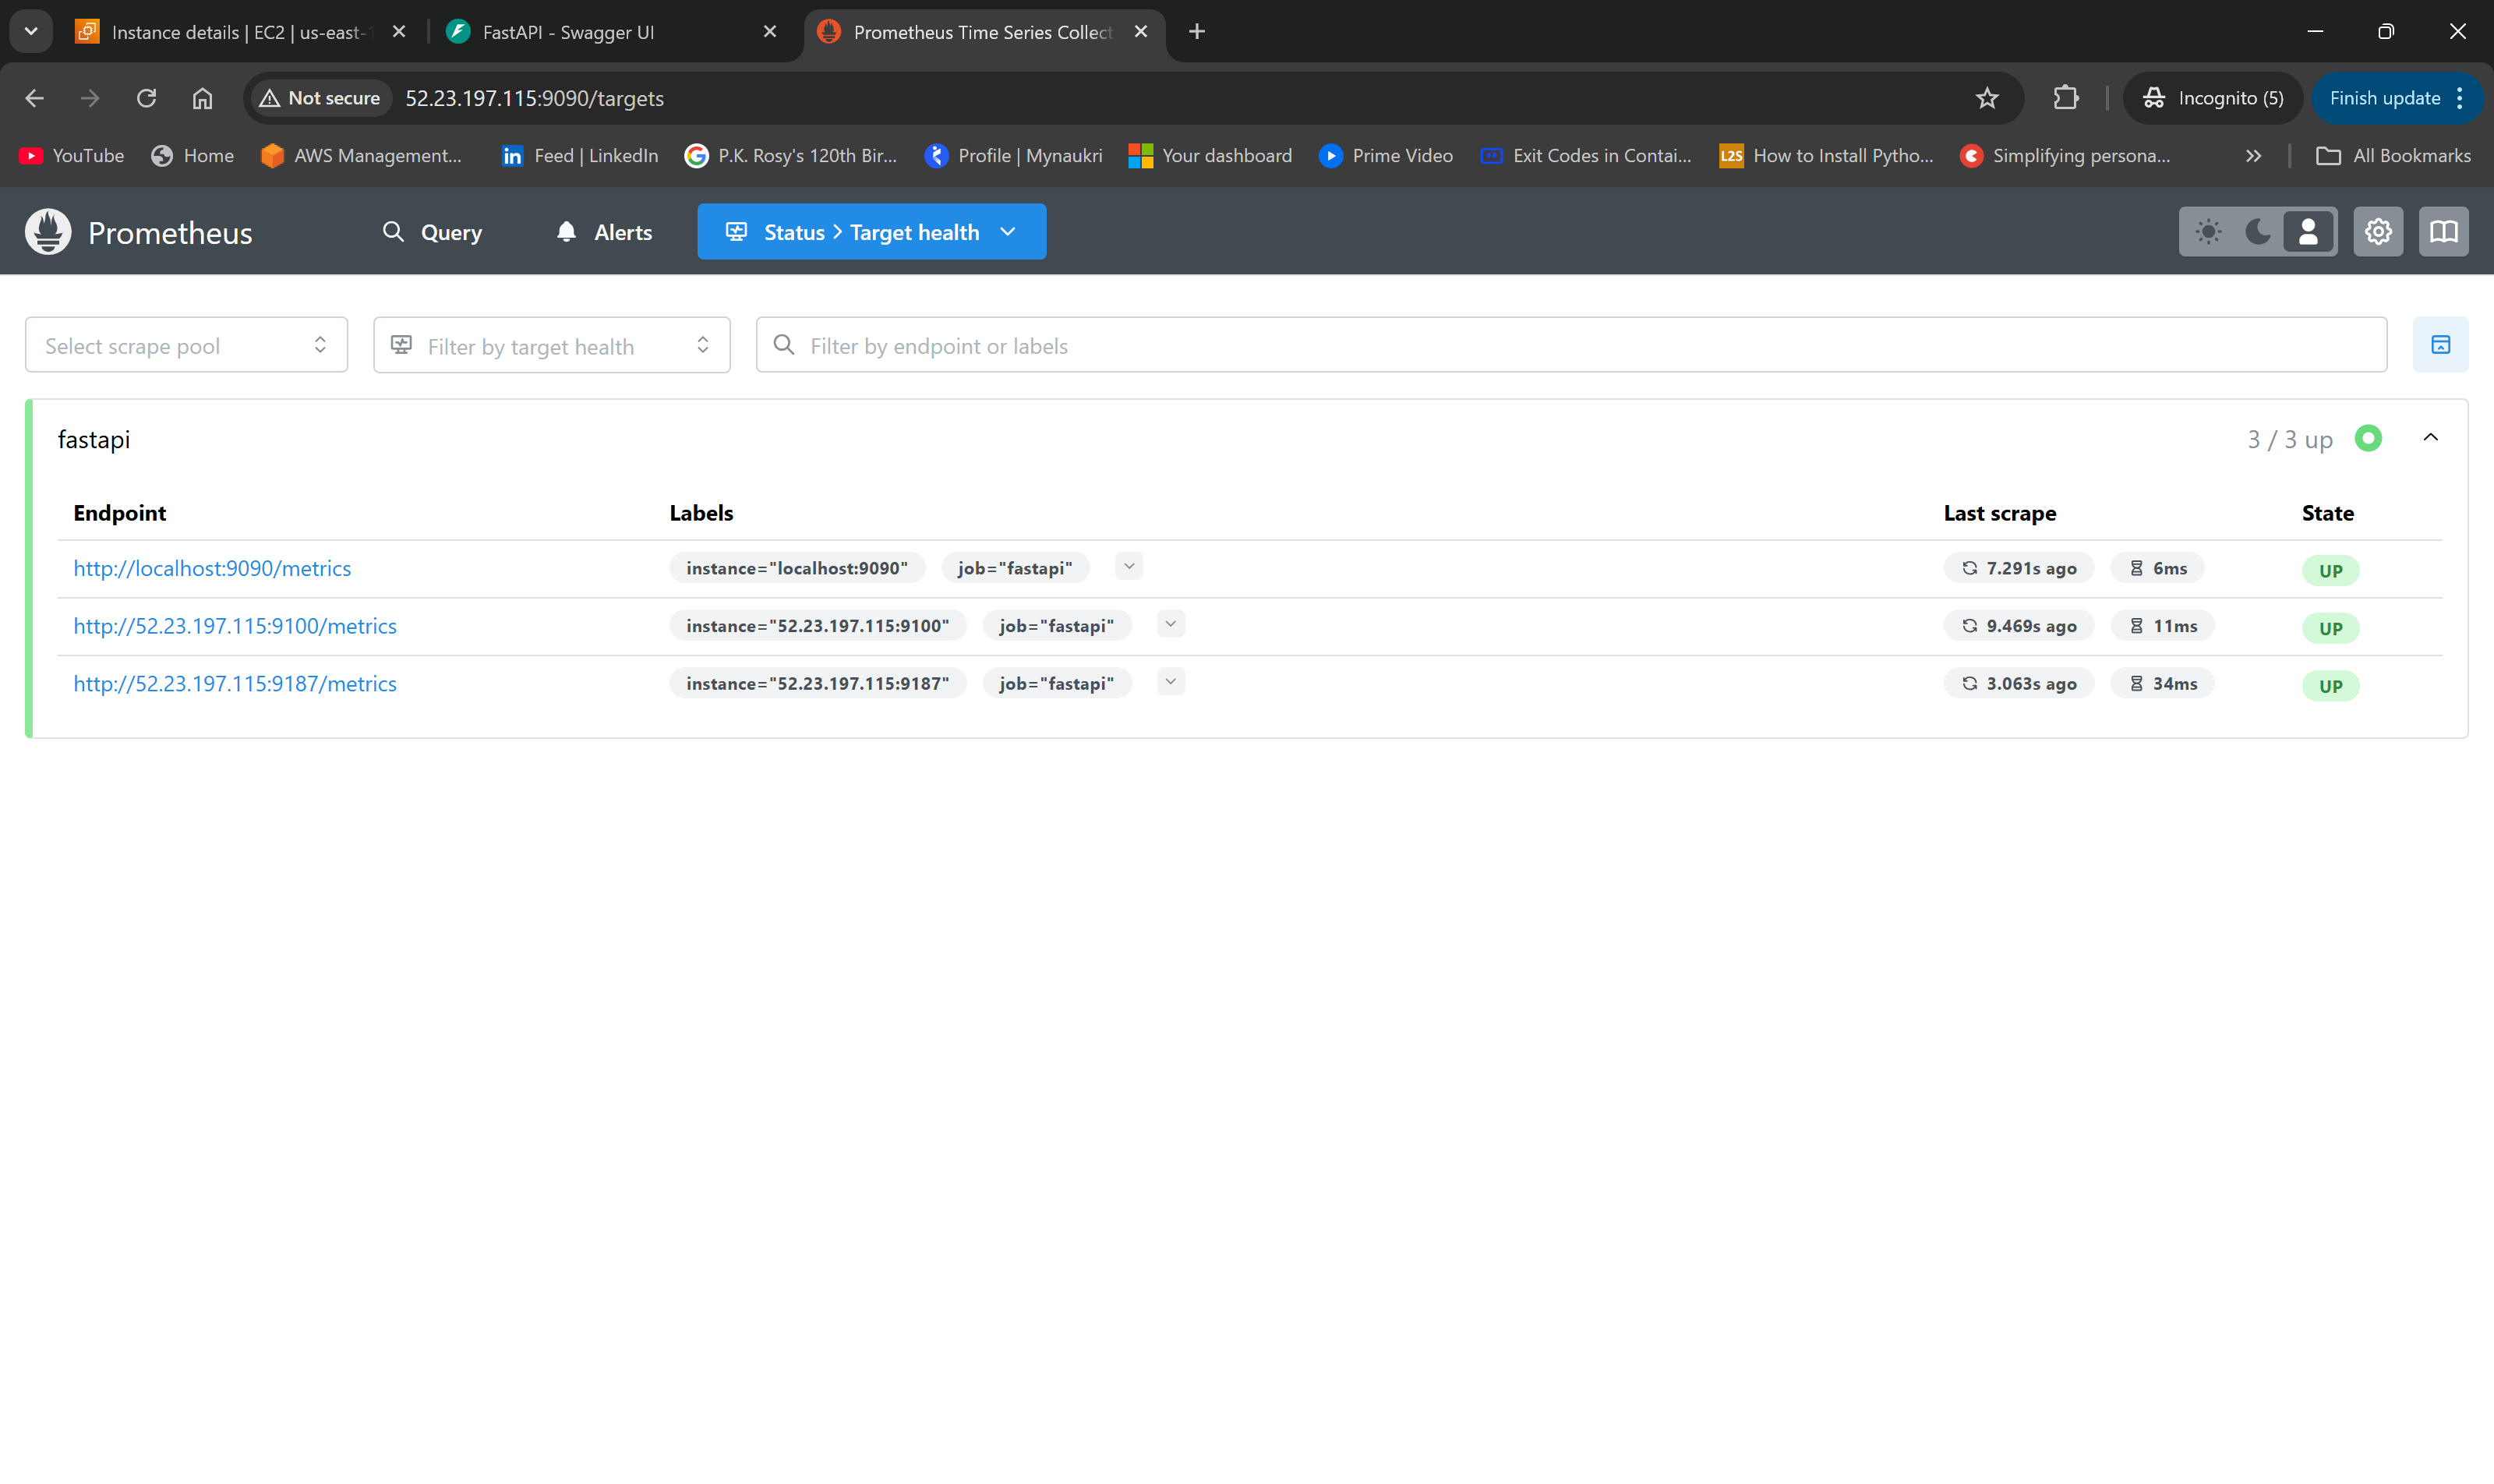 Instance details | EC2 | us-east-1
FastAPI - Swagger UI
Prometheus Time Series Collect
Not secure
52.23.197.115:9090/targets
Incognito (5)
Finish update
YouTube
Home
AWS Management...
Feed | LinkedIn
P.K. Rosy's 120th Bir...
Profile | Mynaukri
Your dashboard
Prime Video
Exit Codes in Contai...
L2S
How to Install Pytho...
Simplifying persona...
All Bookmarks
Prometheus
Query
Alerts
Status > Target health
Select scrape pool
Filter by target health
Filter by endpoint or labels
fastapi
3 / 3 up
Endpoint Labels Last scrape State
http://localhost:9090/metrics instance="localhost:9090" job="fastapi" 7.291s ago 6ms UP
http://52.23.197.115:9100/metrics instance="52.23.197.115:9100" job="fastapi" 9.469s ago 11ms UP
http://52.23.197.115:9187/metrics instance="52.23.197.115:9187" job="fastapi" 3.063s ago 34ms UP